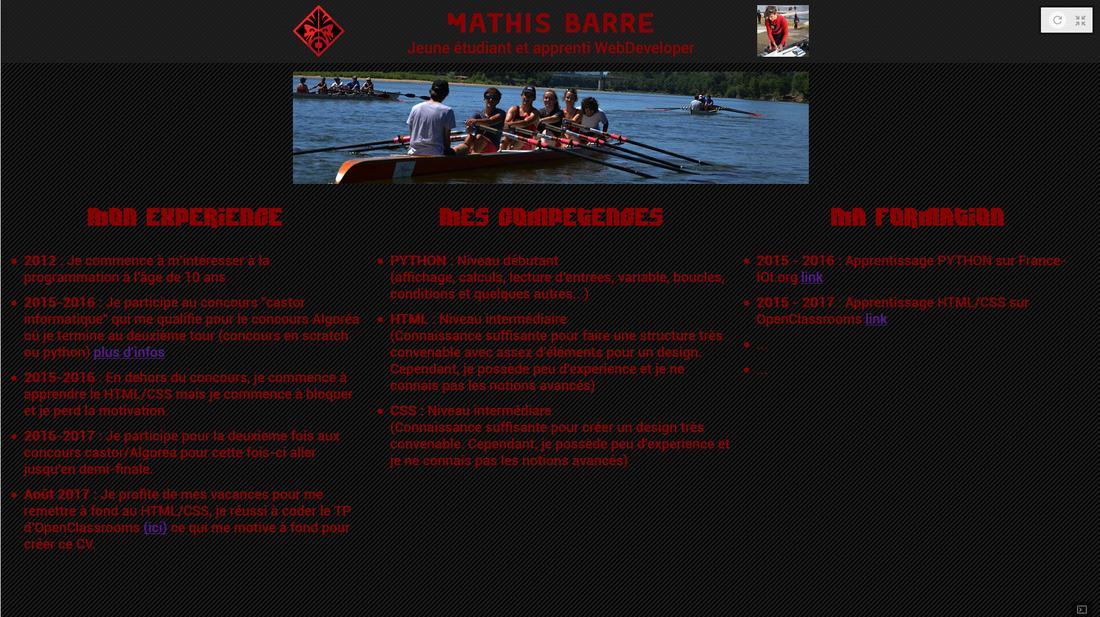 MATHIS BARRE
Jeune étudiant et apprenti WebDeveloper
MON EXPERIENCE
2012 : Je commence à m'intéresser à la
programmation à l'âge de 10 ans
2015-2016 : Je participe au concours "castor
informatique" qui me qualifie pour le concours Algoréa
où je termine au deuxième tour (concours en scratch
ou python) plus d'infos
2015-2016 : En dehors du concours, je commence à
apprendre le HTML/CSS mais je commence à bloquer
et je perd la motivation.
2016-2017 : Je participe pour la deuxième fois aux
concours castor/Algorea pour cette fois-ci aller
jusqu'en demi-finale.
Août 2017 : Je profite de mes vacances pour me
remettre à fond au HTML/CSS, je réussi à coder le TP
d'OpenClassrooms (ici) ce qui me motive à fond pour
créer ce CV.
MES COMPETENCES
PYTHON : Niveau débutant
(affichage, calculs, lecture d'entrées, variable, boucles,
conditions et quelques autres...)
HTML : Niveau intermédiaire
(Connaissance suffisante pour faire une structure très
convenable avec assez d'éléments pour un design.
Cependant, je possède peu d'experience et je ne
connais pas les notions avancés)
CSS : Niveau intermédiare
(Connaissance suffisante pour créer un design très
convenable. Cependant, je possède peu d'experience et
je ne connais pas les notions avancés)
MA FORMATION
2015 - 2016 : Apprentissage PYTHON sur France-
IOI.org link
2015 - 2017 : Apprentissage HTML/CSS sur
OpenClassrooms link
...
...